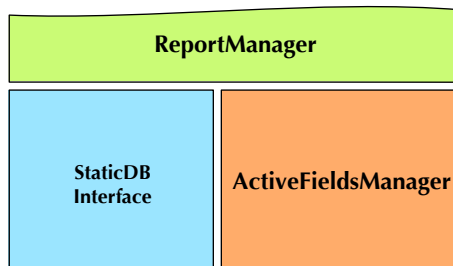 ReportManager
StaticDB
Interface
ActiveFieldsManager